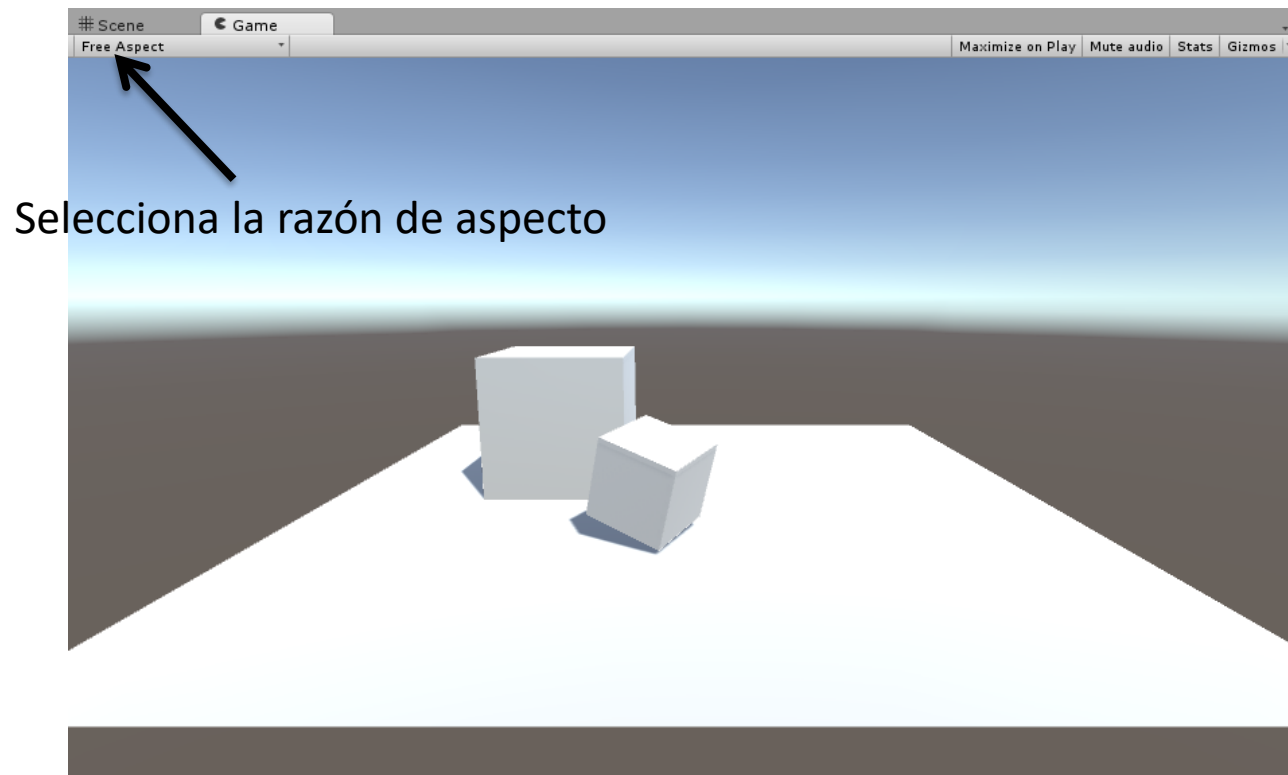 Scene Game
Free Aspect Maximize on Play Mute audio Stats Gizmos
Selecciona la razón de aspecto